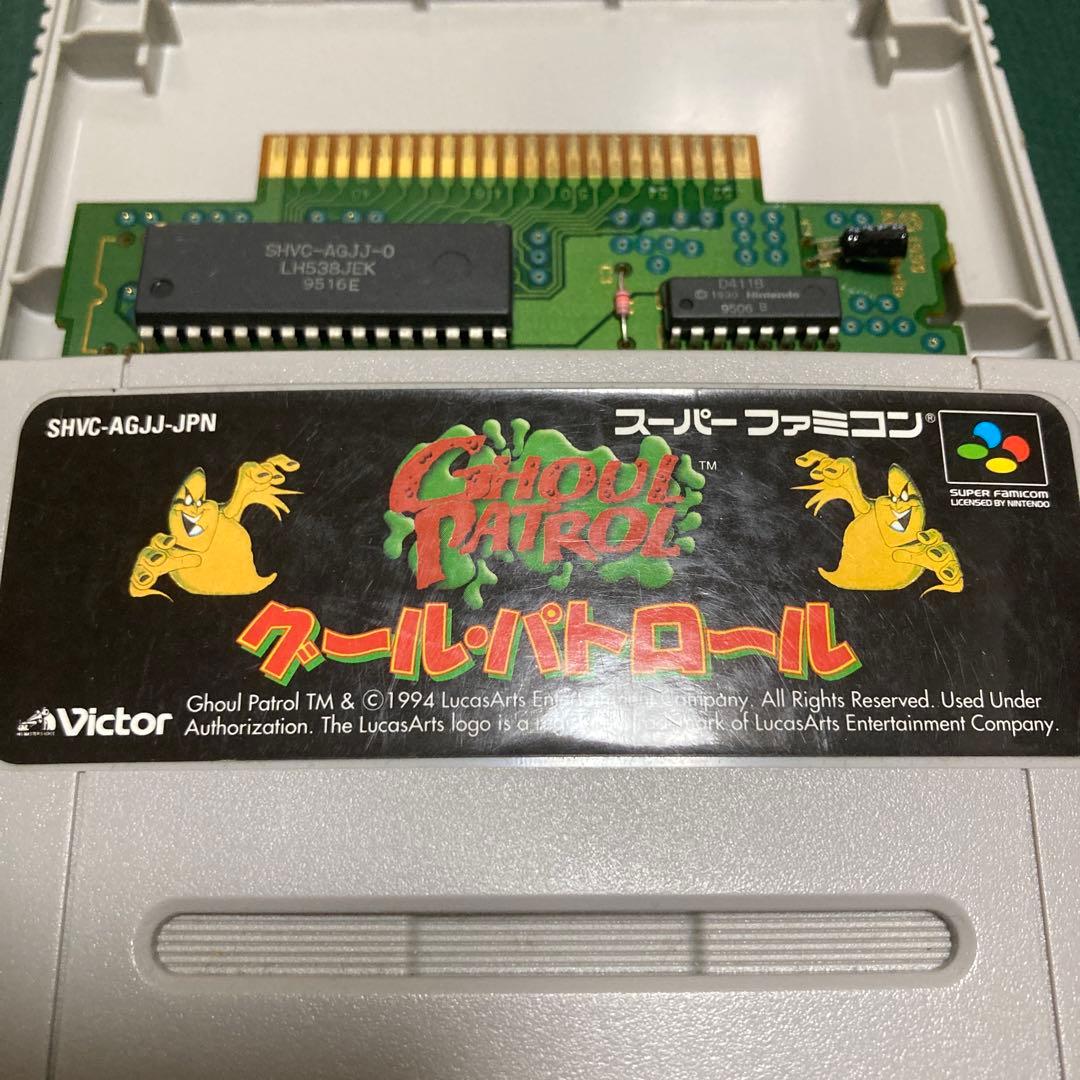 SHVC-AGJJ-0
LH538JEK
9516E
D411B
© 1990 Nintendo
9506 B
SHVC-AGJJ-JPN
スーパーファミコン®
SUPER FAMICOM
LICENSED BY NINTENDO
GHOUL
PATROL™
グール・パトロール
Victor
Ghoul Patrol TM & © 1994 LucasArts Entertainment Company. All Rights Reserved. Used Under
Authorization. The LucasArts logo is a trademark of LucasArts Entertainment Company.